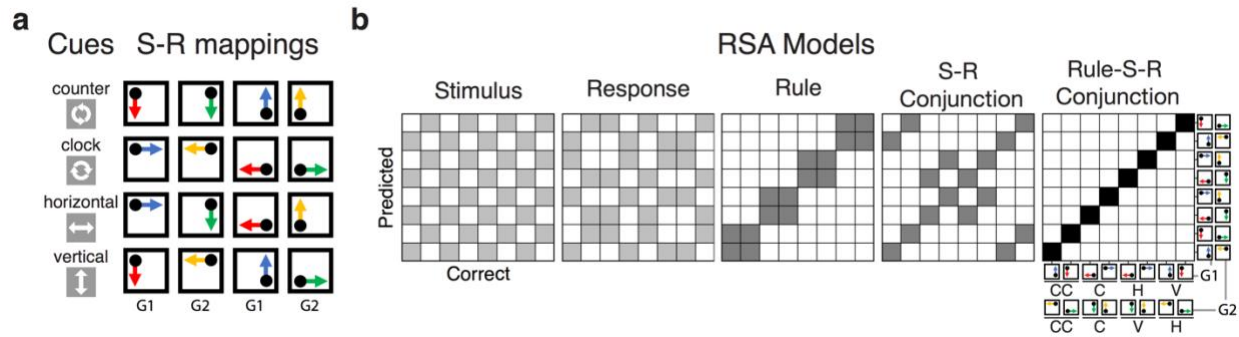 a
Cues S-R mappings
counter
clock
horizontal
vertical
G1 G2 G1 G2
b
RSA Models
Stimulus
Response
Rule
S-R
Conjunction
Rule-S-R
Conjunction
Predicted
Correct
G1
CC C H V
G2
CC C V H